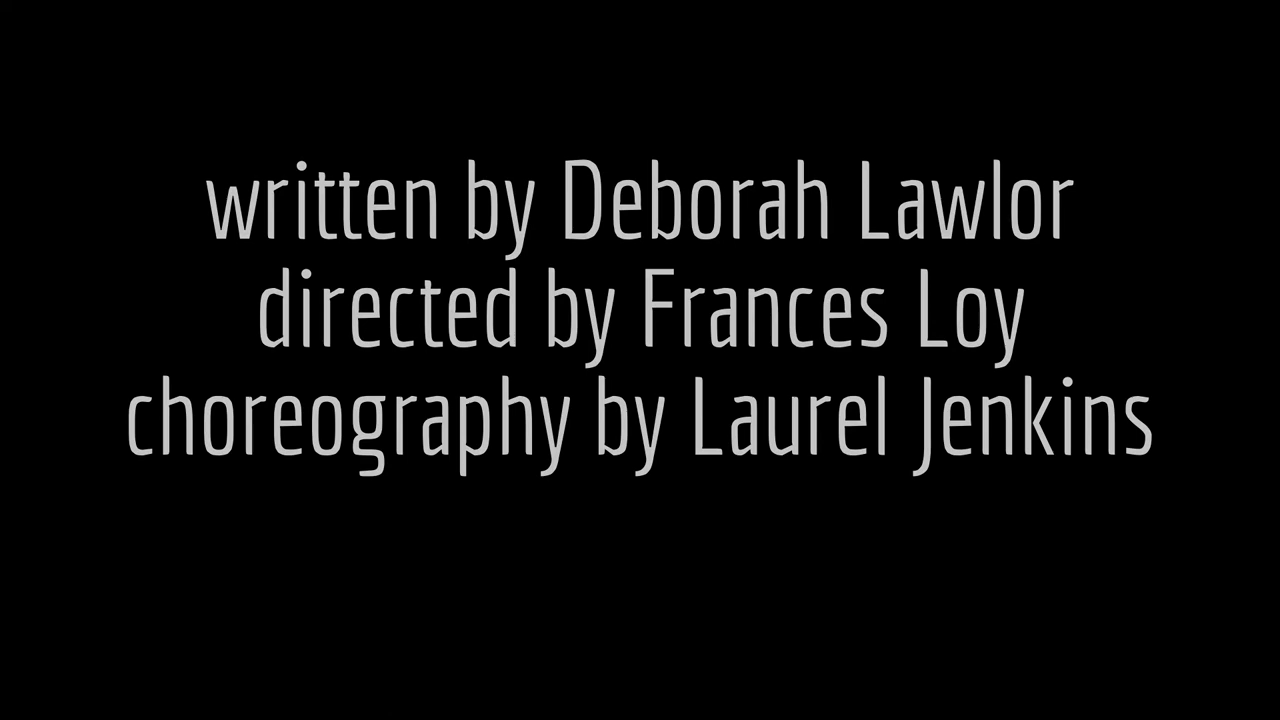 written by Deborah Lawlor
directed by Frances Loy
choreography by Laurel Jenkins